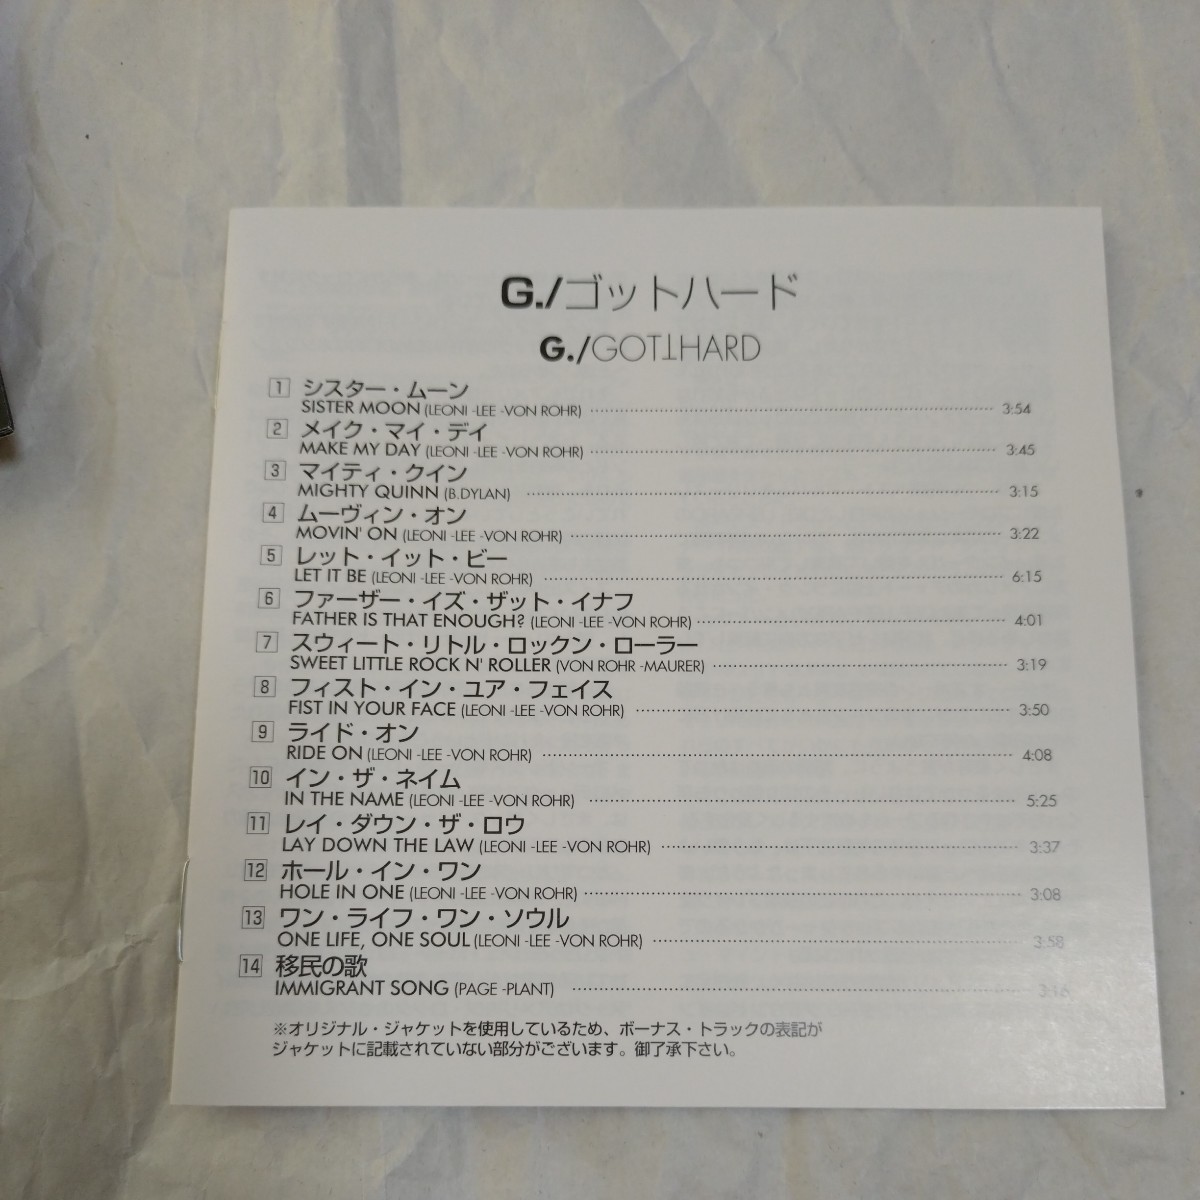 G./ゴットハード
G./GOTTHARD
1 シスター・ムーン
SISTER MOON (LEONI -LEE -VON ROHR) 3:54
2 メイク・マイ・デイ
MAKE MY DAY (LEONI -LEE -VON ROHR) 3:45
3 マイティ・クイン
MIGHTY QUINN (B.DYLAN) 3:15
4 ムーヴィン・オン
MOVIN' ON (LEONI -LEE -VON ROHR) 3:22
5 レット・イット・ビー
LET IT BE (LEONI -LEE -VON ROHR) 6:15
6 ファーザー・イズ・ザット・イナフ
FATHER IS THAT ENOUGH? (LEONI -LEE -VON ROHR) 4:01
7 スウィート・リトル・ロックン・ローラー
SWEET LITTLE ROCK N' ROLLER (VON ROHR -MAURER) 3:19
8 フィスト・イン・ユア・フェイス
FIST IN YOUR FACE (LEONI -LEE -VON ROHR) 3:50
9 ライド・オン
RIDE ON (LEONI -LEE -VON ROHR) 4:08
10 イン・ザ・ネイム
IN THE NAME (LEONI -LEE -VON ROHR) 5:25
11 レイ・ダウン・ザ・ロウ
LAY DOWN THE LAW (LEONI -LEE -VON ROHR) 3:37
12 ホール・イン・ワン
HOLE IN ONE (LEONI -LEE -VON ROHR) 3:08
13 ワン・ライフ・ワン・ソウル
ONE LIFE, ONE SOUL (LEONI -LEE -VON ROHR) 3:58
14 移民の歌
IMMIGRANT SONG (PAGE -PLANT) 3:16
※オリジナル・ジャケットを使用しているため、ボーナス・トラックの表記が
ジャケットに記載されていない部分がございます。御了承下さい。